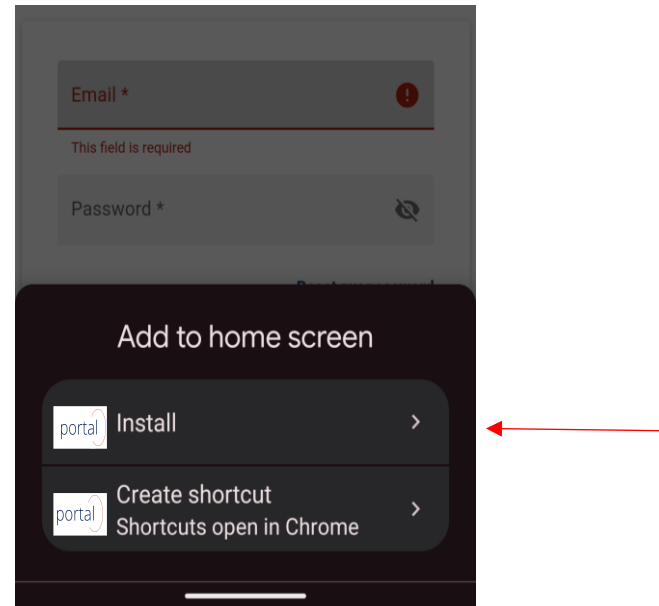 Email *
This field is required
Password *
Add to home screen
portal
Install
portal
Create shortcut
Shortcuts open in Chrome